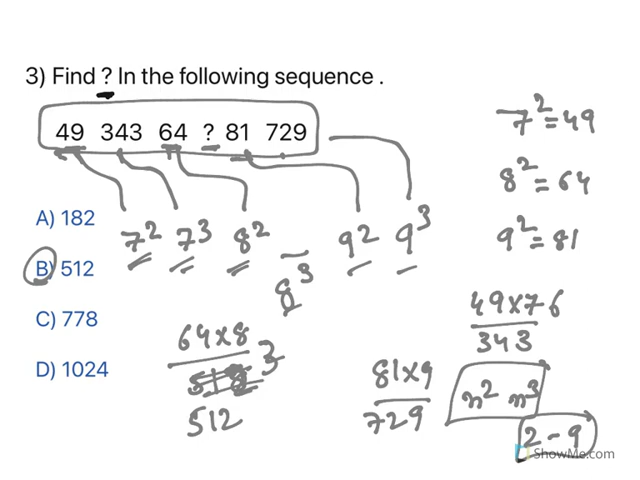 3) Find ? In the following sequence .
49 343 64 ? 81 729
7² = 49
8² = 64
9² = 81
A) 182
B) 512
C) 778
D) 1024
7² 7³ 8² 8³ 9² 9³
64 x 8
512
49 x 7
343
81 x 9
729
n² n³
2 - 9
ShowMe.com